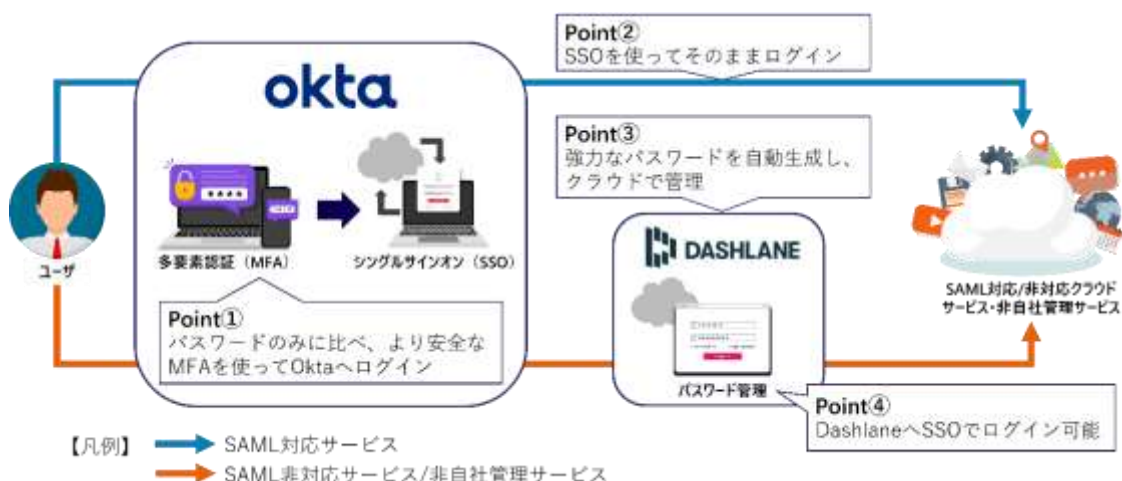 Point②
SSOを使ってそのままログイン
okta
Point③
強力なパスワードを自動生成し、
クラウドで管理
多要素認証（MFA）
シングルサインオン（SSO）
ユーザ
DASHLANE
SAML対応/非対応クラウド
サービス・非自社管理サービス
Point①
パスワードのみに比べ、より安全な
MFAを使ってOktaへログイン
パスワード管理
Point④
DashlaneへSSOでログイン可能
【凡例】
SAML対応サービス
SAML非対応サービス/非自社管理サービス